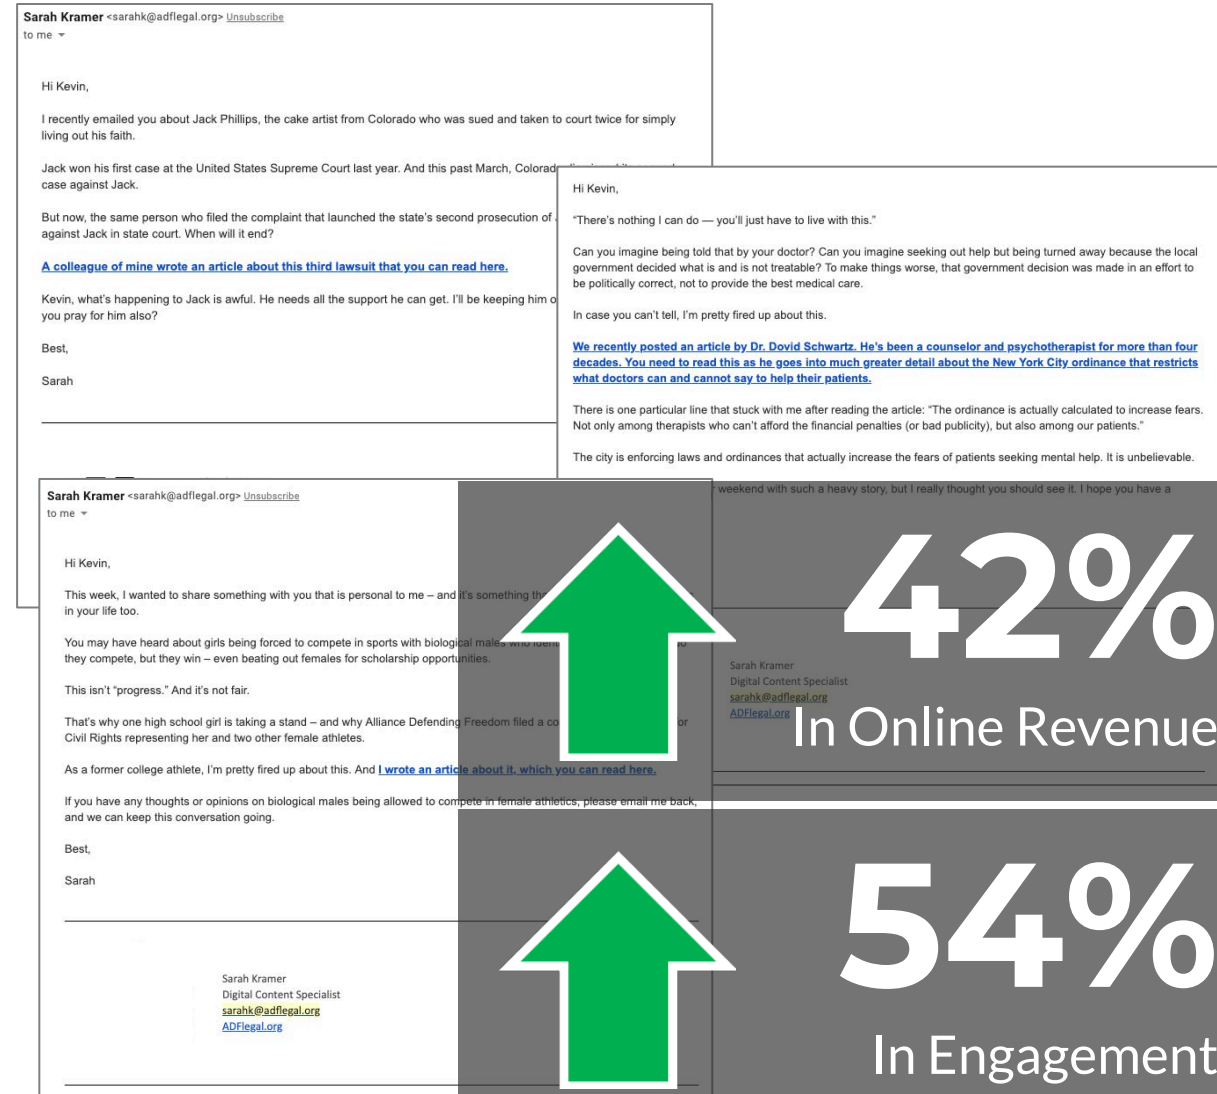 Sarah Kramer <sarahk@adflegal.org> Unsubscribe
to me
Hi Kevin,
I recently emailed you about Jack Phillips, the cake artist from Colorado who was sued and taken to court twice for simply
living out his faith.
Jack won his first case at the United States Supreme Court last year. And this past March, Colorado
case against Jack.
But now, the same person who filed the complaint that launched the state's second prosecution of
against Jack in state court. When will it end?
A colleague of mine wrote an article about this third lawsuit that you can read here.
Kevin, what's happening to Jack is awful. He needs all the support he can get. I'll be keeping him
you pray for him also?
Best,
Sarah
Hi Kevin,
“There's nothing I can do — you'll just have to live with this.”
Can you imagine being told that by your doctor? Can you imagine seeking out help but being turned away because the local
government decided what is and is not treatable? To make things worse, that government decision was made in an effort to
be politically correct, not to provide the best medical care.
In case you can't tell, I'm pretty fired up about this.
We recently posted an article by Dr. Dovid Schwartz. He's been a counselor and psychotherapist for more than four
decades. You need to read this as he goes into much greater detail about the New York City ordinance that restricts
what doctors can and cannot say to help their patients.
There is one particular line that stuck with me after reading the article: “The ordinance is actually calculated to increase fears.
Not only among therapists who can't afford the financial penalties (or bad publicity), but also among our patients.”
The city is enforcing laws and ordinances that actually increase the fears of patients seeking mental help. It is unbelievable.
weekend with such a heavy story, but I really thought you should see it. I hope you have a
Sarah Kramer
Digital Content Specialist
sarahk@adflegal.org
ADFlegal.org
Sarah Kramer <sarahk@adflegal.org> Unsubscribe
to me
Hi Kevin,
This week, I wanted to share something with you that is personal to me – and it's something
in your life too.
You may have heard about girls being forced to compete in sports with biological males who
they compete, but they win – even beating out females for scholarship opportunities.
This isn't “progress.” And it's not fair.
That's why one high school girl is taking a stand – and why Alliance Defending Freedom filed a
Civil Rights representing her and two other female athletes.
As a former college athlete, I'm pretty fired up about this. And I wrote an article about it, which you can read here.
If you have any thoughts or opinions on biological males being allowed to compete in female athletics, please email me back,
and we can keep this conversation going.
Best,
Sarah
Sarah Kramer
Digital Content Specialist
sarahk@adflegal.org
ADFlegal.org
42%
In Online Revenue
54%
In Engagement